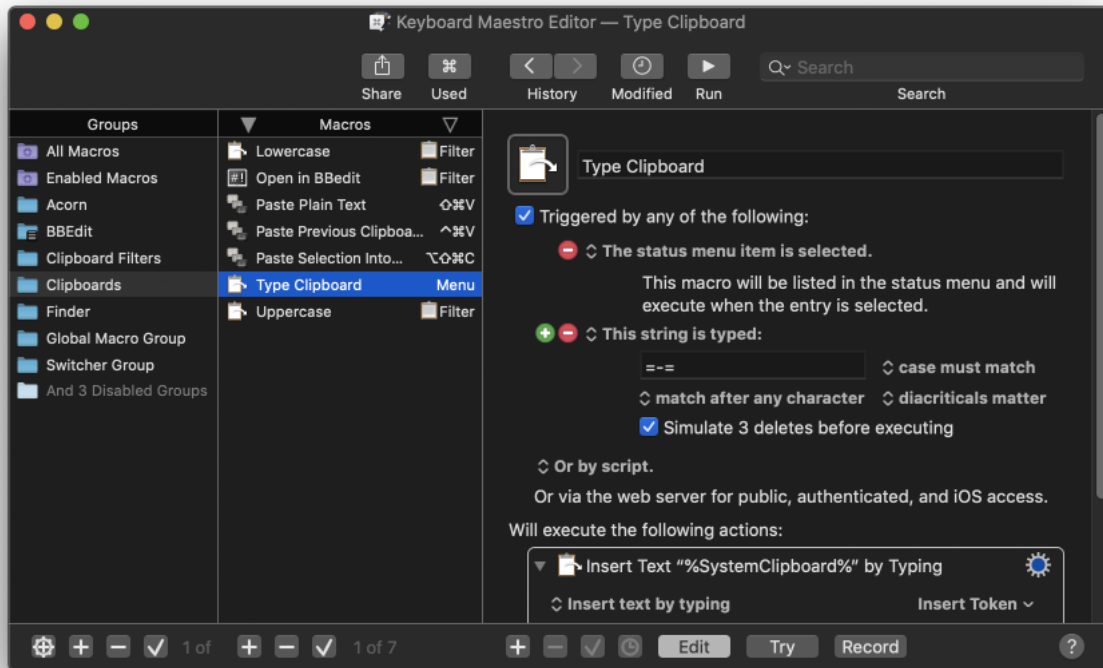 Keyboard Maestro Editor — Type Clipboard
Share
Used
History
Modified
Run
Search
Search
Groups
All Macros
Enabled Macros
Acorn
BBEdit
Clipboard Filters
Clipboards
Finder
Global Macro Group
Switcher Group
And 3 Disabled Groups
Macros
Lowercase Filter
#! Open in BBedit Filter
Paste Plain Text ⇧⌘V
Paste Previous Clipboa... ^⌘V
Paste Selection Into... ⌥⇧⌘C
Type Clipboard Menu
Uppercase Filter
Type Clipboard
Triggered by any of the following:
The status menu item is selected.
This macro will be listed in the status menu and will
execute when the entry is selected.
This string is typed:
=-= case must match
match after any character diacriticals matter
Simulate 3 deletes before executing
Or by script.
Or via the web server for public, authenticated, and iOS access.
Will execute the following actions:
Insert Text “%SystemClipboard%” by Typing
Insert text by typing Insert Token
1 of
1 of 7
Edit
Try
Record
?